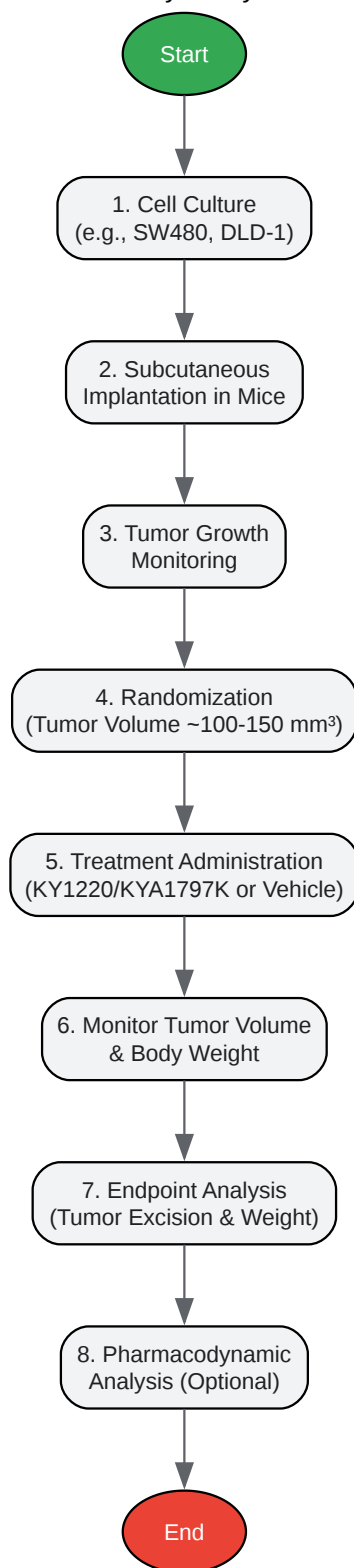 Start
1. Cell Culture
(e.g., SW480, DLD-1)
2. Subcutaneous
Implantation in Mice
3. Tumor Growth
Monitoring
4. Randomization
(Tumor Volume ~100-150 mm³)
5. Treatment Administration
(KY1220/KYA1797K or Vehicle)
6. Monitor Tumor Volume
& Body Weight
7. Endpoint Analysis
(Tumor Excision & Weight)
8. Pharmacodynamic
Analysis (Optional)
End